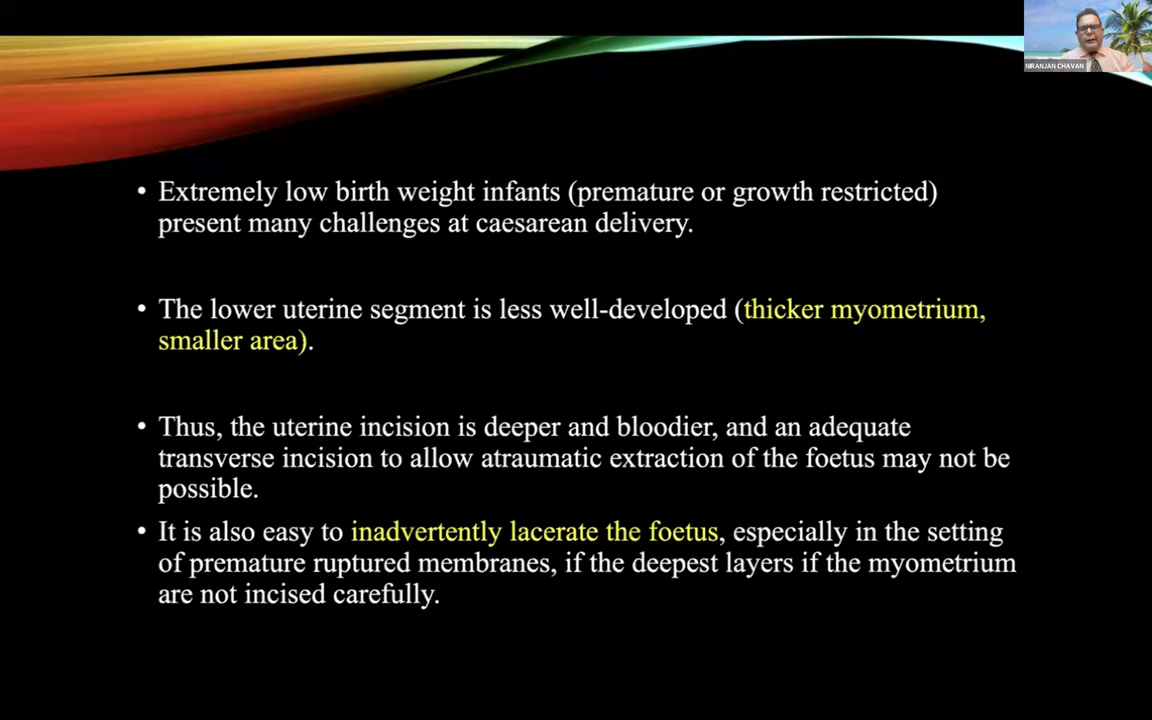 NIRANJAN CHAVAN
• Extremely low birth weight infants (premature or growth restricted)
present many challenges at caesarean delivery.
• The lower uterine segment is less well-developed (thicker myometrium,
smaller area).
• Thus, the uterine incision is deeper and bloodier, and an adequate
transverse incision to allow atraumatic extraction of the foetus may not be
possible.
• It is also easy to inadvertently lacerate the foetus, especially in the setting
of premature ruptured membranes, if the deepest layers if the myometrium
are not incised carefully.